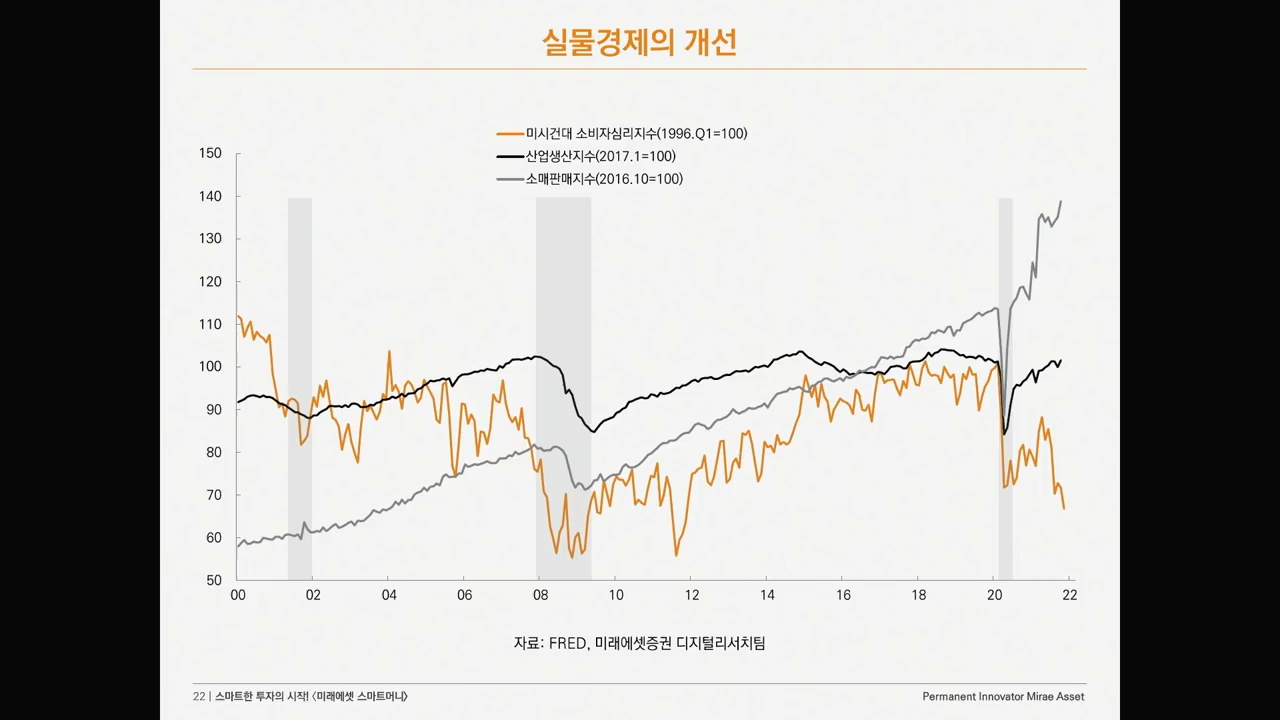 실물경제의 개선
미시건대 소비자심리지수(1996.Q1=100)
산업생산지수(2017.1=100)
소매판매지수(2016.10=100)
150
140
130
120
110
100
90
80
70
60
50
00 02 04 06 08 10 12 14 16 18 20 22
자료: FRED, 미래에셋증권 디지털리서치팀
22 | 스마트한 투자의 시작! 〈미래에셋 스마트머니〉
Permanent Innovator Mirae Asset